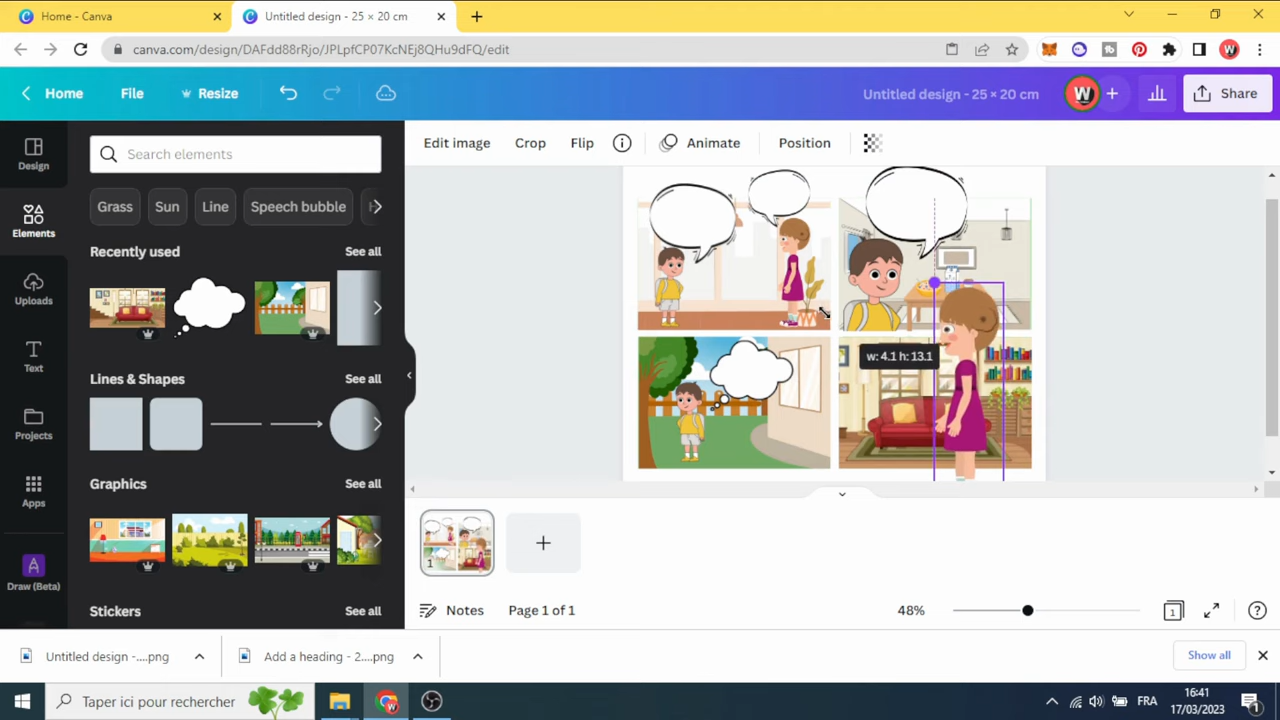 Home - Canva
Untitled design - 25 × 20 cm
canva.com/design/DAFdd88rRjo/JPLpfCP07KcNEj8QHu9dFQ/edit
Home
File
Resize
Untitled design - 25 × 20 cm
W
Share
Design
Elements
Uploads
Text
Projects
Apps
Draw (Beta)
Search elements
Grass
Sun
Line
Speech bubble
Recently used
See all
Lines & Shapes
See all
Graphics
See all
Stickers
See all
Edit image
Crop
Flip
Animate
Position
w: 4.1 h: 13.1
1
Notes
Page 1 of 1
48%
1
Untitled design -....png
Add a heading - 2....png
Show all
Taper ici pour rechercher
FRA
16:41
17/03/2023